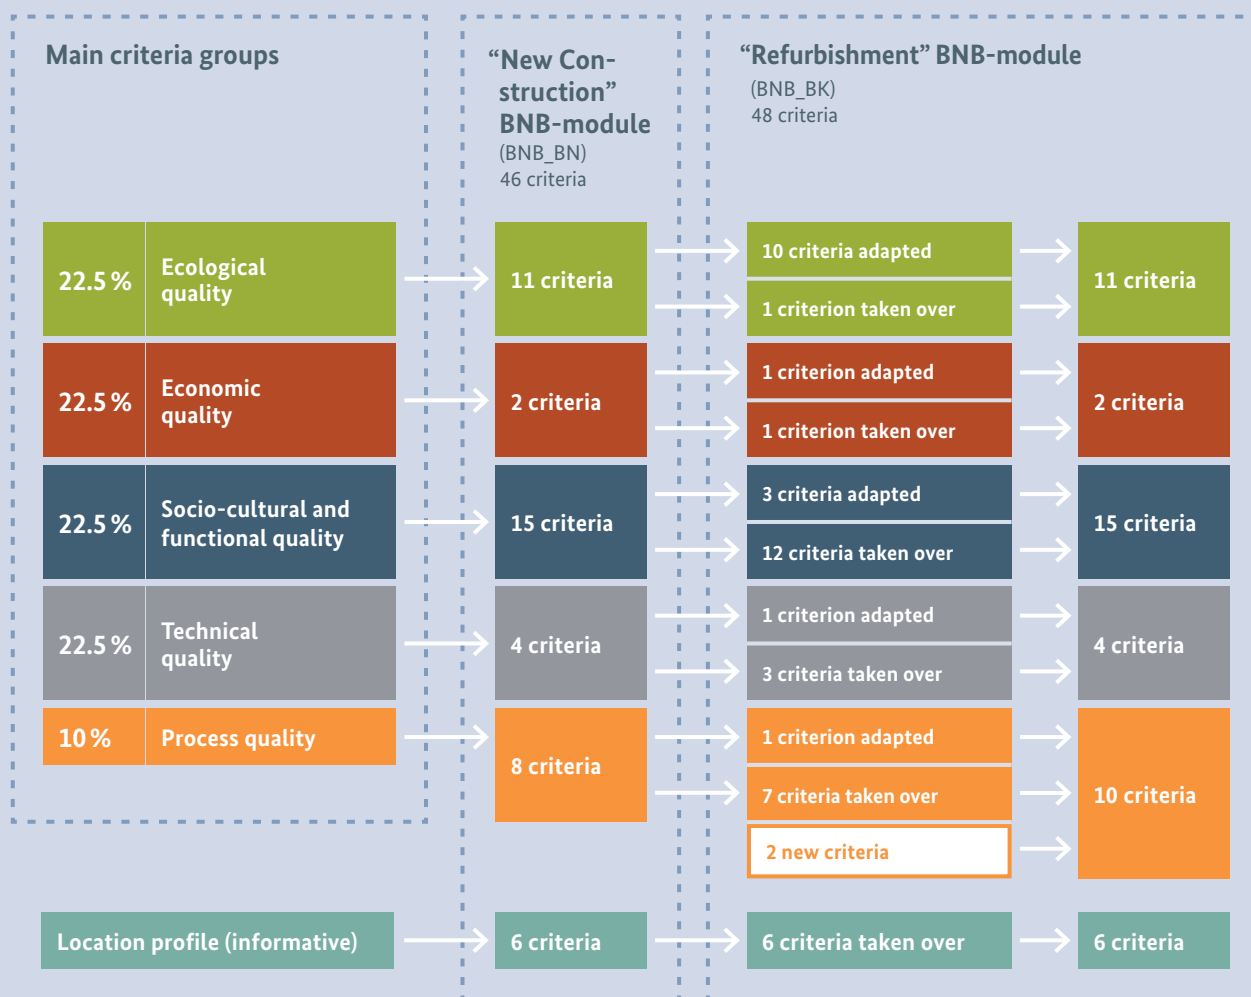 Main criteria groups
“New Con-
struction”
BNB-module
(BNB_BN)
46 criteria
“Refurbishment” BNB-module
(BNB_BK)
48 criteria
22.5 %
Ecological
quality
11 criteria
10 criteria adapted
1 criterion taken over
11 criteria
22.5 %
Economic
quality
2 criteria
1 criterion adapted
1 criterion taken over
2 criteria
22.5 %
Socio-cultural and
functional quality
15 criteria
3 criteria adapted
12 criteria taken over
15 criteria
22.5 %
Technical
quality
4 criteria
1 criterion adapted
3 criteria taken over
4 criteria
10 %
Process quality
8 criteria
1 criterion adapted
7 criteria taken over
2 new criteria
10 criteria
Location profile (informative)
6 criteria
6 criteria taken over
6 criteria